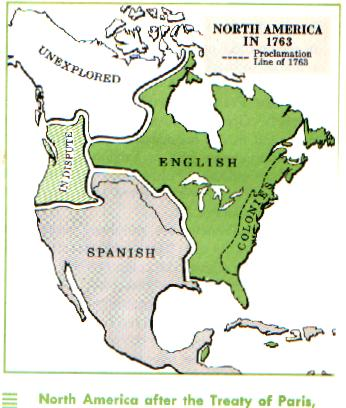 NORTH AMERICA
IN 1763
Proclamation
Line of 1763
UNEXPLORED
IN DISPUTE
ENGLISH
COLONIES
SPANISH
North America after the Treaty of Paris,